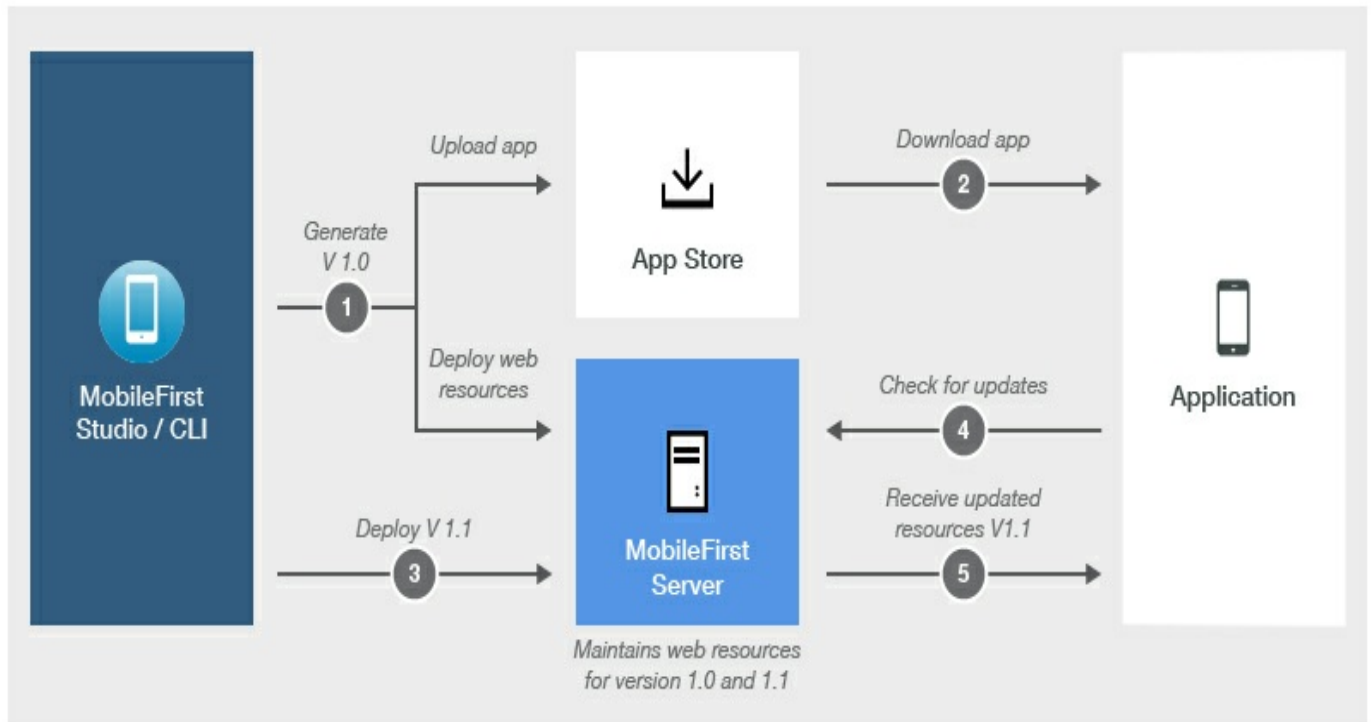 Upload app
Download app
2
Generate
V 1.0
1
App Store
MobileFirst
Studio / CLI
Deploy web
resources
Check for updates
4
Application
Deploy V 1.1
3
MobileFirst
Server
Receive updated
resources V1.1
5
Maintains web resources
for version 1.0 and 1.1